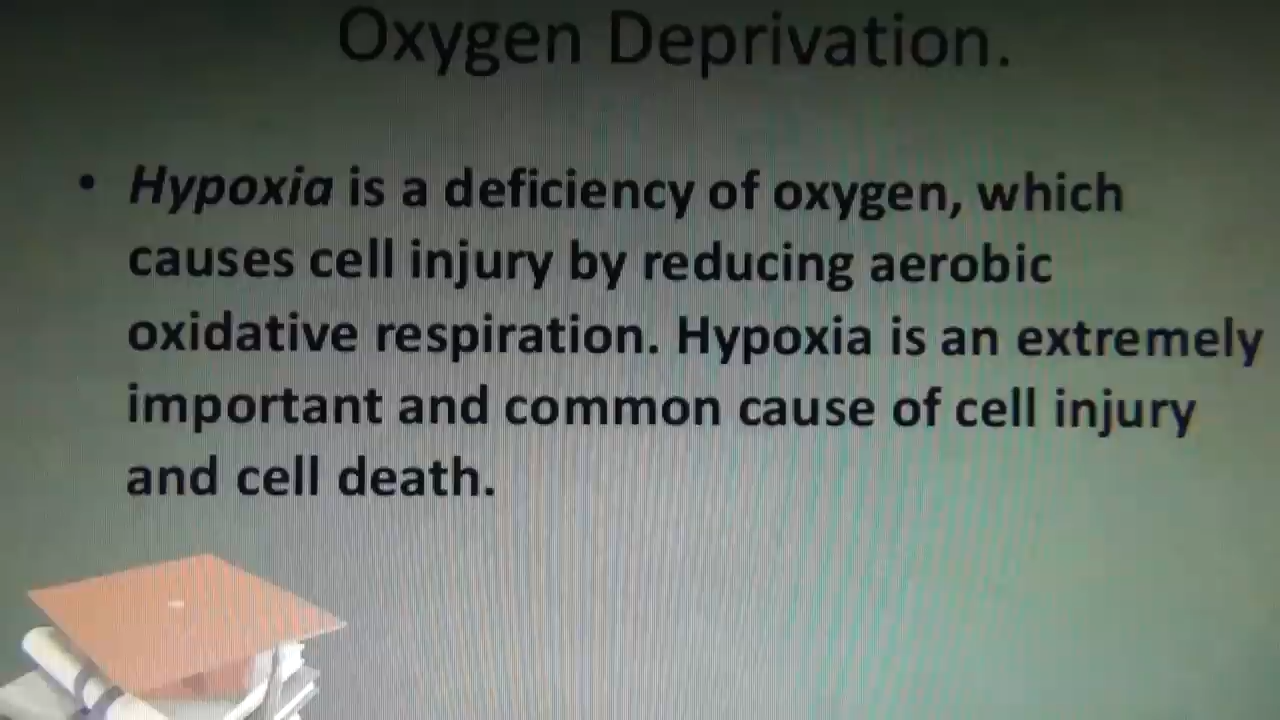 Oxygen Deprivation.
• Hypoxia is a deficiency of oxygen, which
causes cell injury by reducing aerobic
oxidative respiration. Hypoxia is an extremely
important and common cause of cell injury
and cell death.